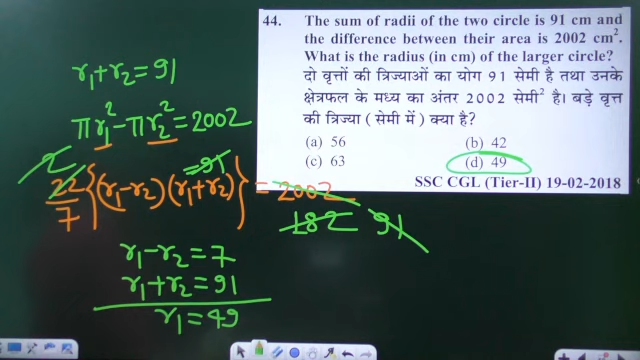 44. The sum of radii of the two circle is 91 cm and
the difference between their area is 2002 cm².
What is the radius (in cm) of the larger circle?
दो वृत्तों की त्रिज्याओं का योग 91 सेमी है तथा उनके
क्षेत्रफल के मध्य का अंतर 2002 सेमी² है। बड़े वृत्त
की त्रिज्या ( सेमी में ) क्या है?
(a) 56 (b) 42
(c) 63 (d) 49
SSC CGL (Tier-II) 19-02-2018
r₁+r₂=91
πr₁²-πr₂²=2002
2 =91
22/7 {(r₁-r₂)(r₁+r₂)} = 2002
182 91
r₁-r₂=7
r₁+r₂=91
r₁=49